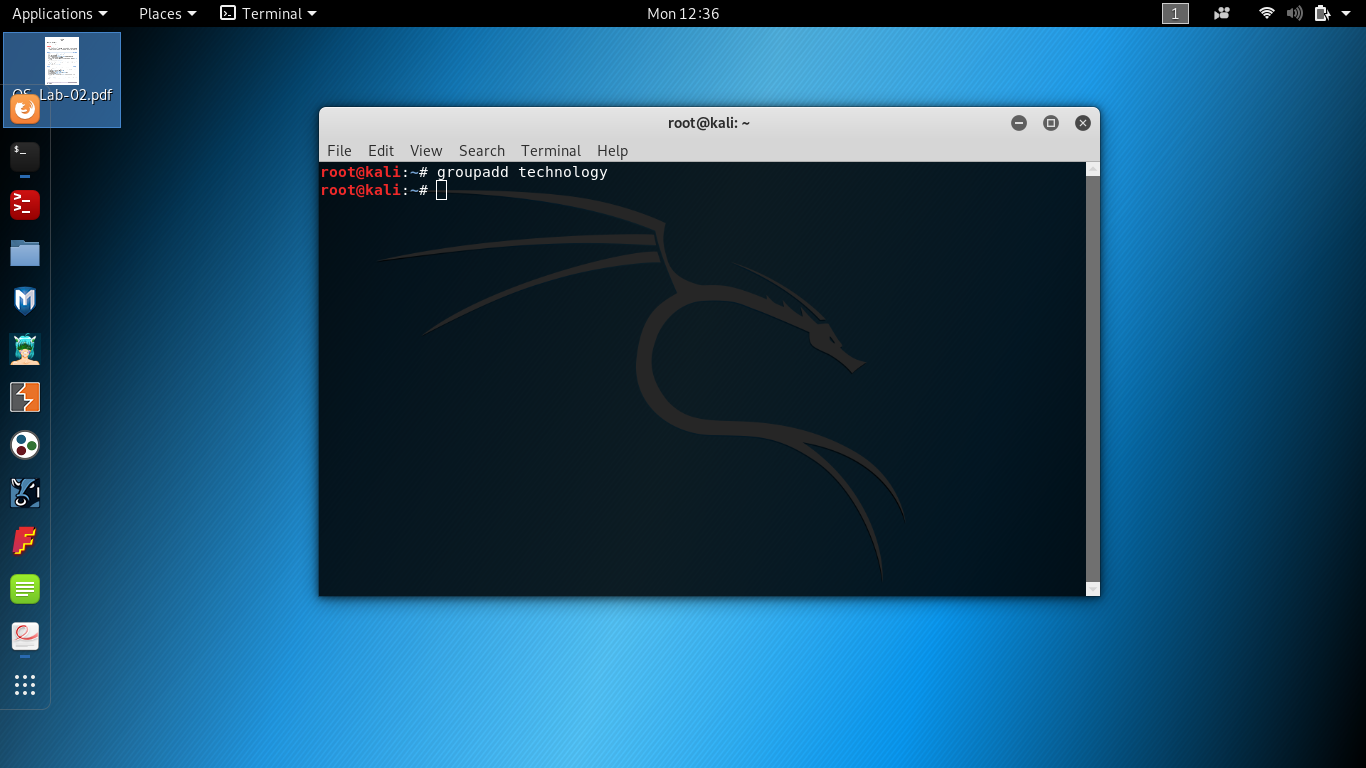 Applications
Places
Terminal
Mon 12:36
1
OS_Lab-02.pdf
root@kali: ~
File Edit View Search Terminal Help
root@kali:~# groupadd technology
root@kali:~#